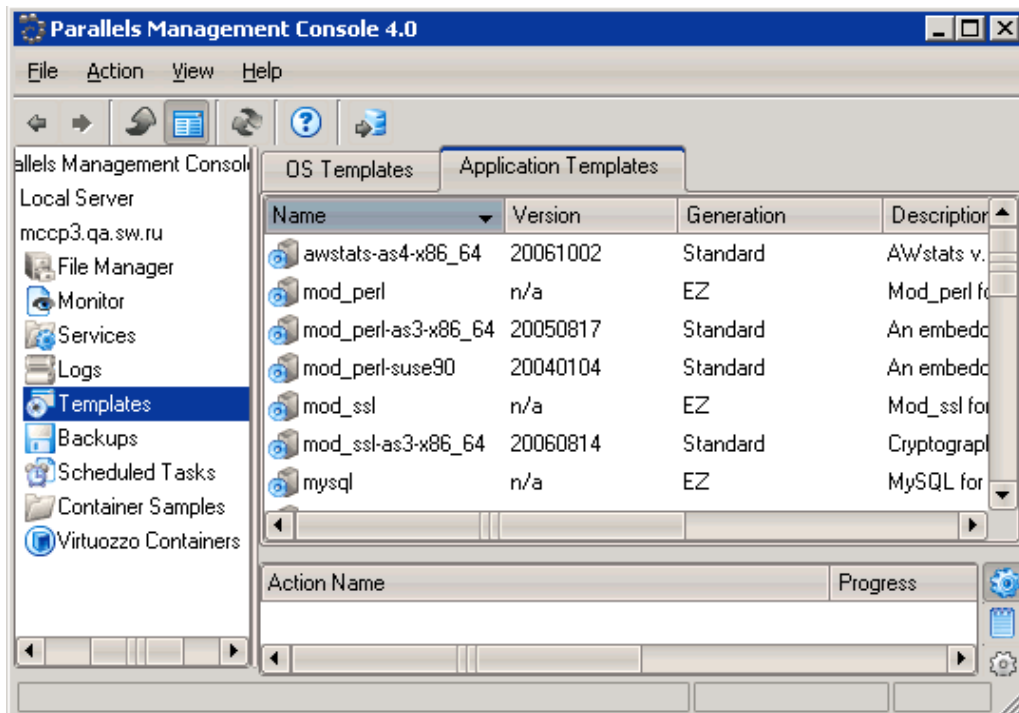 Parallels Management Console 4.0
File Action View Help
allels Management Consol
Local Server
mccp3.qa.sw.ru
File Manager
Monitor
Services
Logs
Templates
Backups
Scheduled Tasks
Container Samples
Virtuozzo Containers
OS Templates Application Templates
Name Version Generation Description
awstats-as4-x86_64 20061002 Standard AWstats v.
mod_perl n/a EZ Mod_perl fo
mod_perl-as3-x86_64 20050817 Standard An embedd
mod_perl-suse90 20040104 Standard An embedd
mod_ssl n/a EZ Mod_ssl for
mod_ssl-as3-x86_64 20060814 Standard Cryptograpl
mysql n/a EZ MySQL for
Action Name Progress